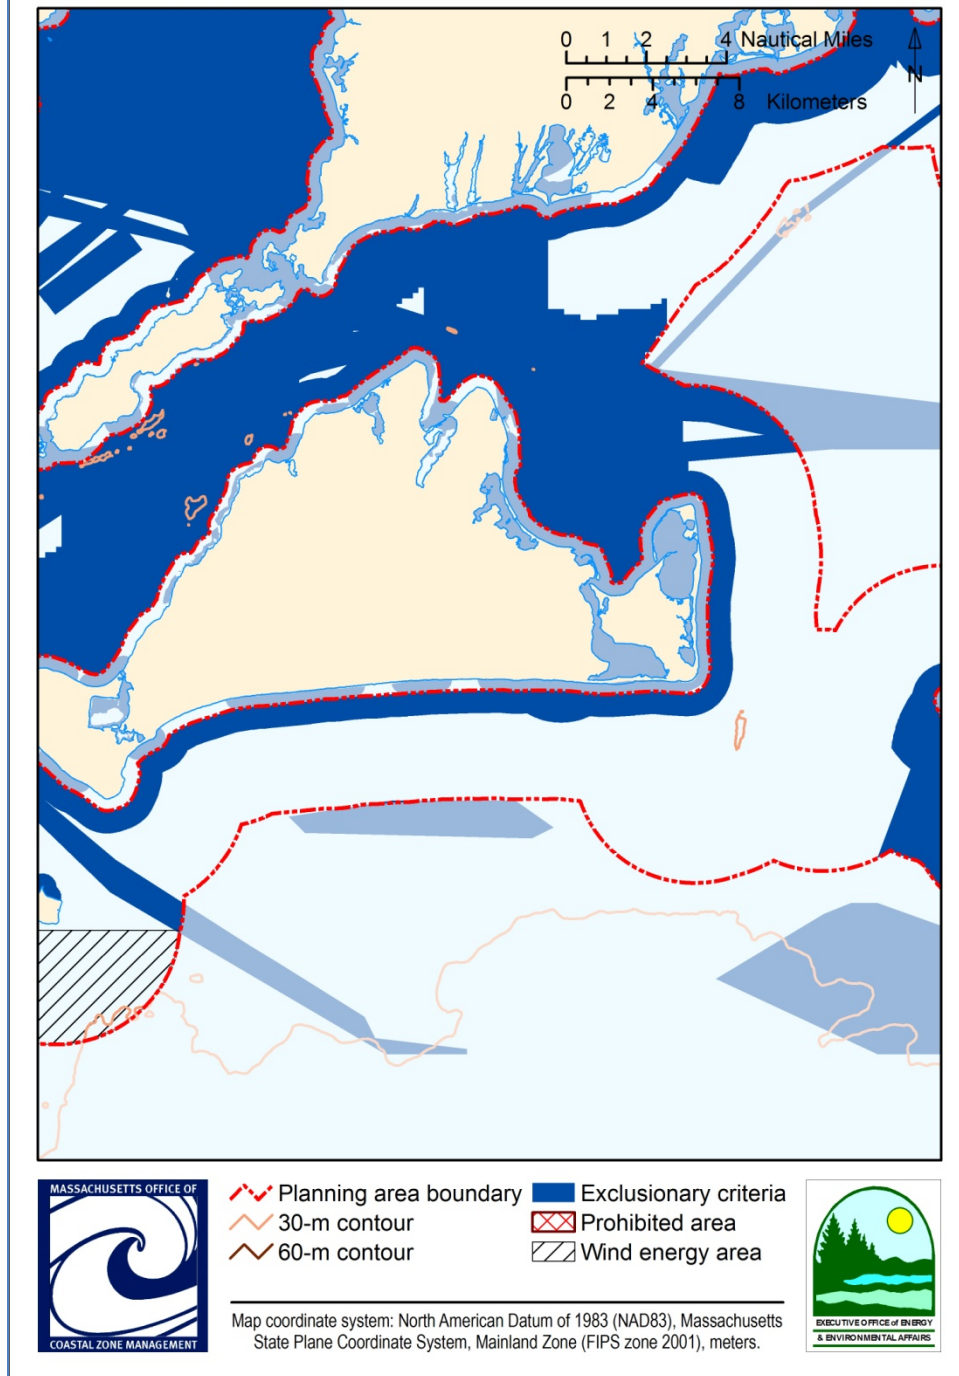 0 1 2 4 Nautical Miles
N
0 2 4 8 Kilometers
MASSACHUSETTS OFFICE OF
COASTAL ZONE MANAGEMENT
Planning area boundary
30-m contour
60-m contour
Exclusionary criteria
Prohibited area
Wind energy area
Map coordinate system: North American Datum of 1983 (NAD83), Massachusetts
State Plane Coordinate System, Mainland Zone (FIPS zone 2001), meters.
EXECUTIVE OFFICE of ENERGY
& ENVIRONMENTAL AFFAIRS